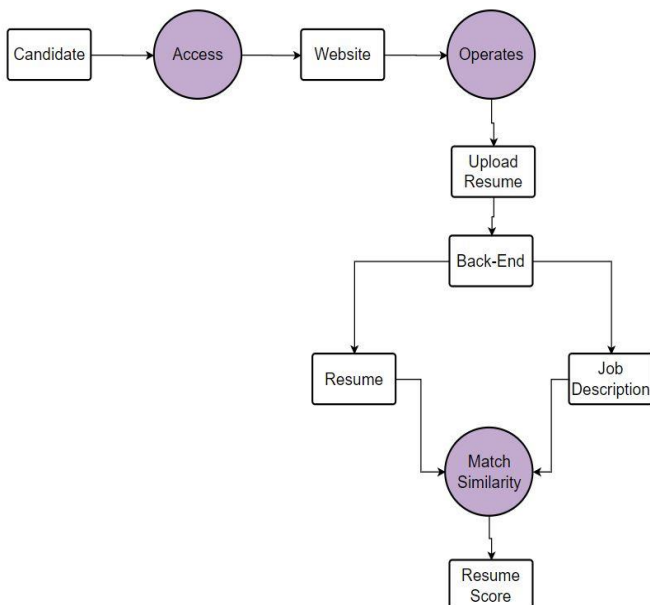 Candidate
Access
Website
Operates
Upload
Resume
Back-End
Resume
Job
Description
Match
Similarity
Resume
Score